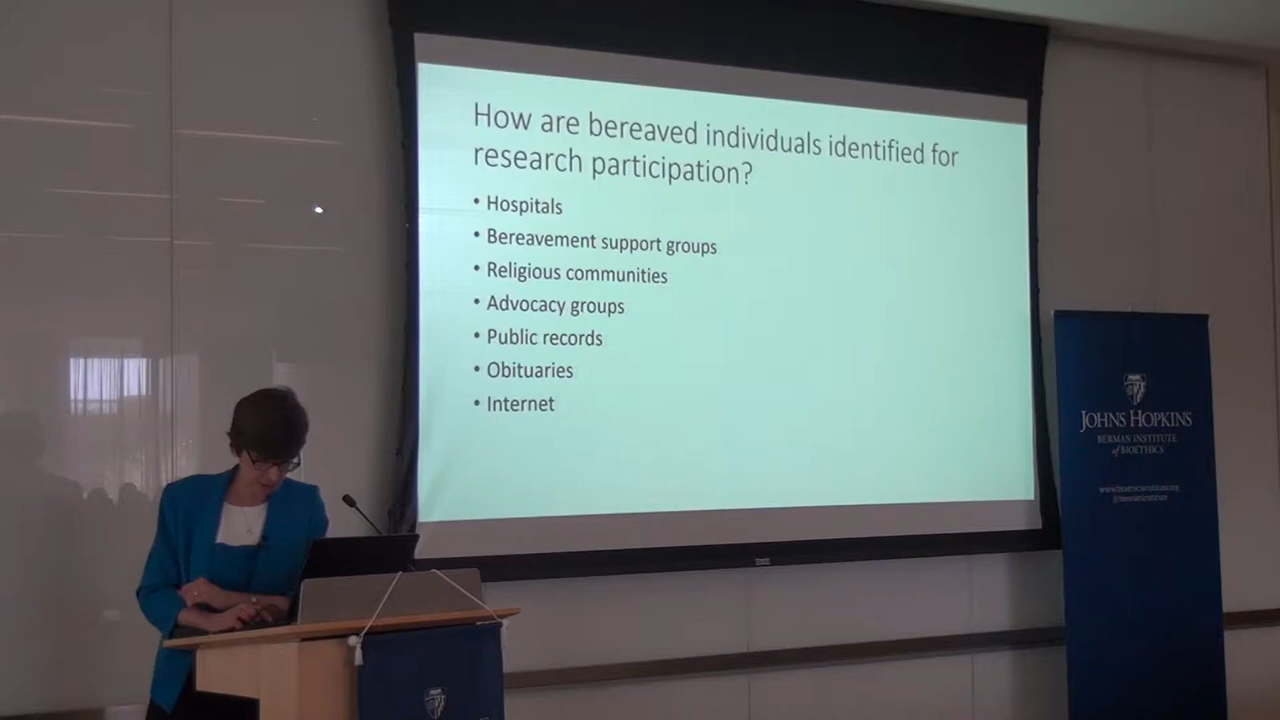 How are bereaved individuals identified for
research participation?
• Hospitals
• Bereavement support groups
• Religious communities
• Advocacy groups
• Public records
• Obituaries
• Internet
JOHNS HOPKINS
BERMAN INSTITUTE
of BIOETHICS